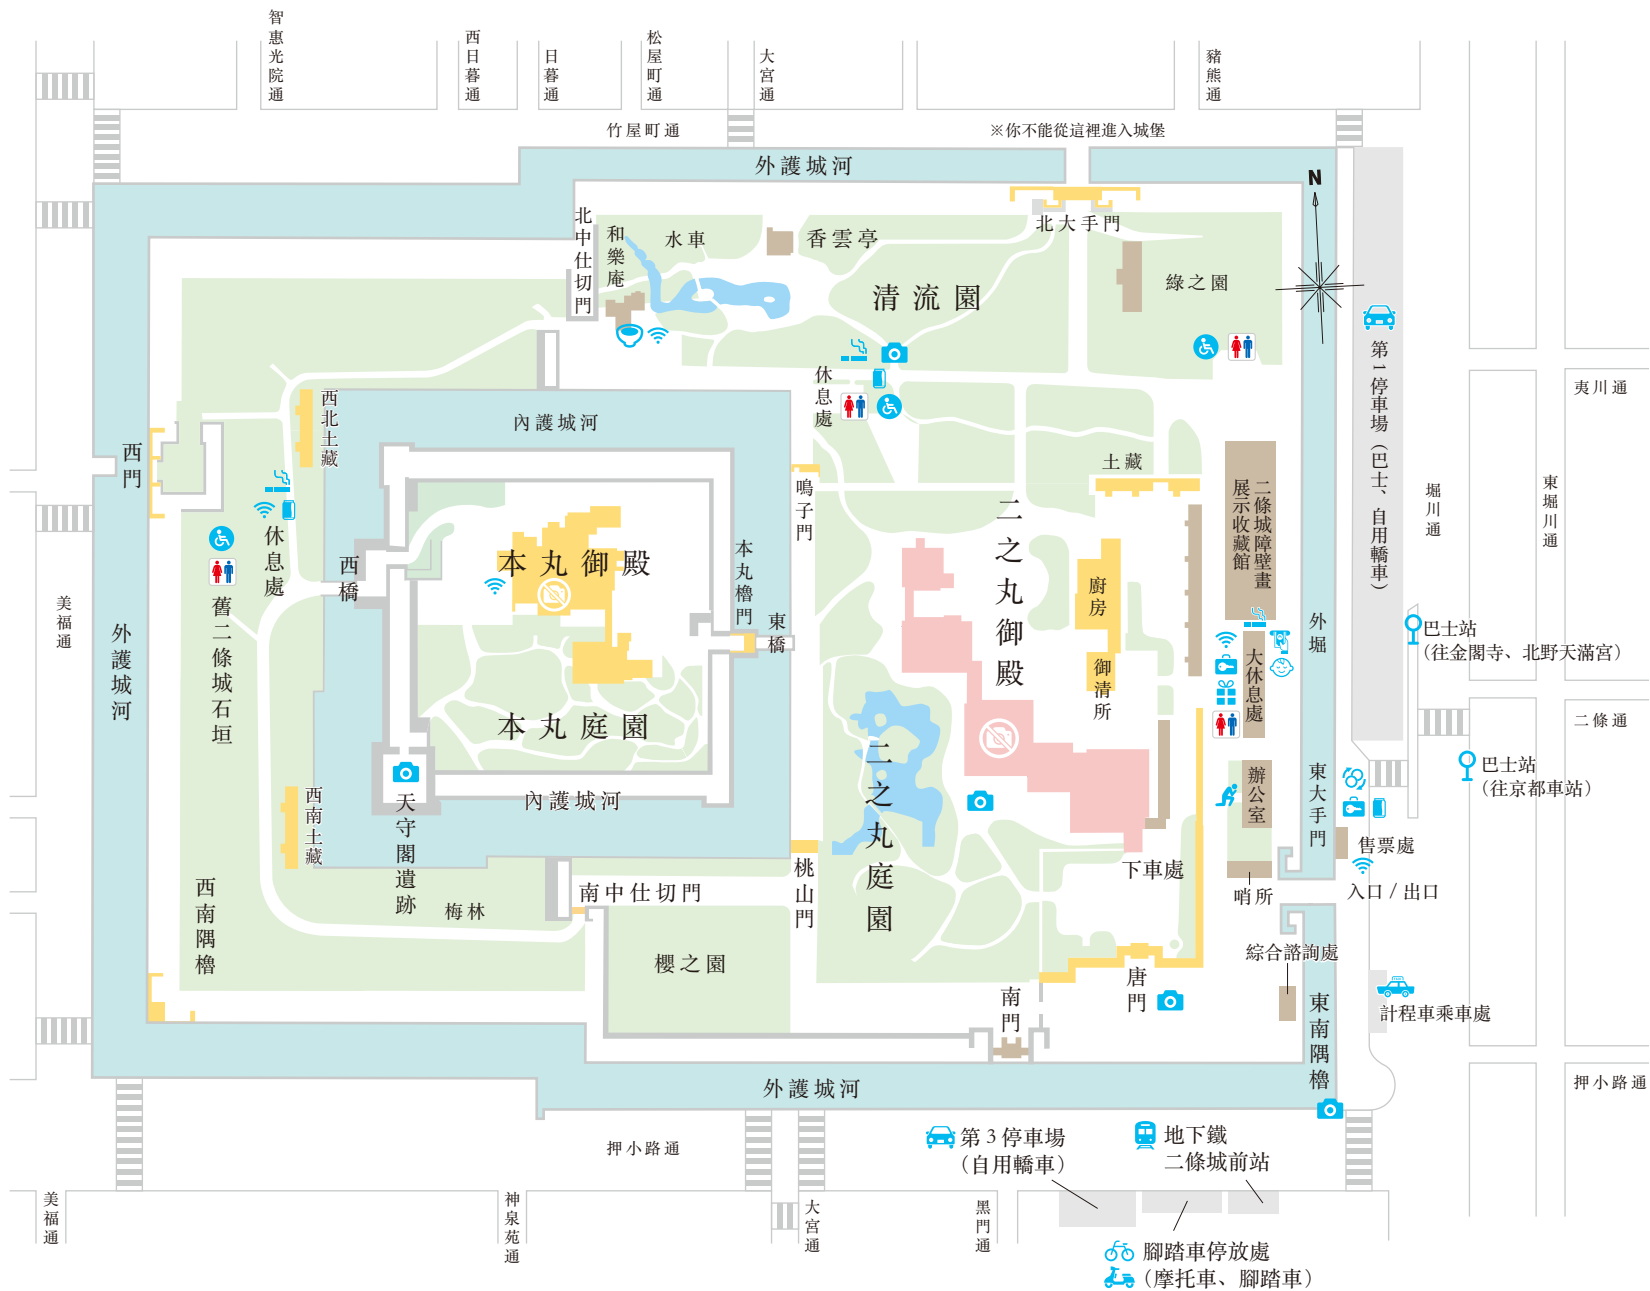 智惠光院通
西日暮通
日暮通
松屋町通
大宮通
豬熊通
竹屋町通
※你不能從這裡進入城堡
外護城河
N
北中仕切門
和樂庵
水車
香雲亭
北大手門
清流園
綠之園
第1停車場（巴士、自用轎車）
夷川通
休息處
西北土藏
內護城河
西門
土藏
鳴子門
二條城障壁畫
展示收藏館
堀川通
東堀川通
休息處
西橋
本丸御殿
本丸櫓門
東橋
二之丸御殿
廚房
御清所
大休息處
外堀
美福通
外護城河
舊二條城石垣
巴士站
（往金閣寺、北野天滿宮）
本丸庭園
二條通
二之丸庭園
辦公室
東大手門
巴士站
（往京都車站）
天守閣遺跡
內護城河
西南土藏
售票處
桃山門
下車處
哨所
入口 / 出口
西南隅櫓
梅林
南中仕切門
綜合諮詢處
櫻之園
唐門
南門
東南隅櫓
計程車乘車處
外護城河
押小路通
押小路通
第3停車場
（自用轎車）
地下鐵
二條城前站
美福通
神泉苑通
大宮通
黑門通
腳踏車停放處
（摩托車、腳踏車）